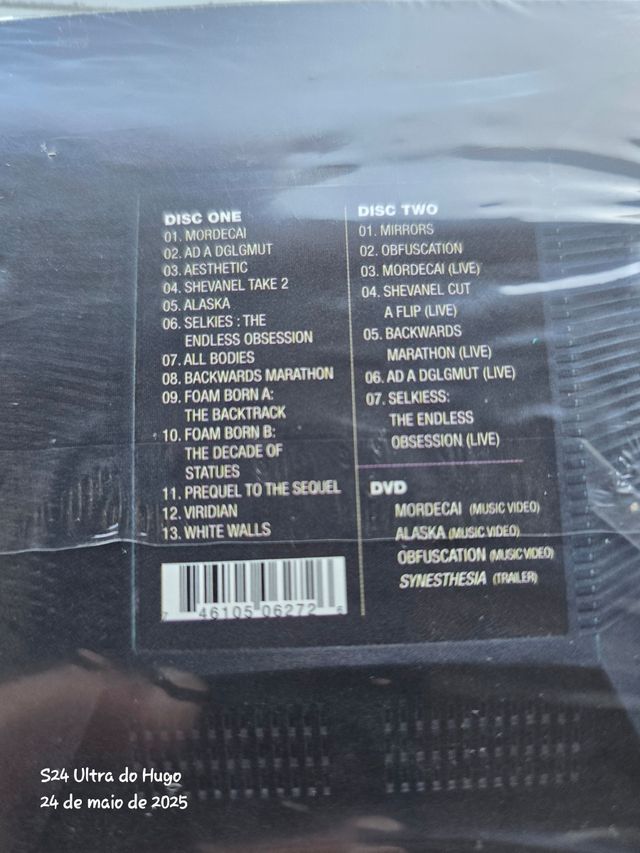 DISC ONE
01. MORDECAI
02. AD A DGLGMUT
03. AESTHETIC
04. SHEVANEL TAKE 2
05. ALASKA
06. SELKIES : THE
ENDLESS OBSESSION
07. ALL BODIES
08. BACKWARDS MARATHON
09. FOAM BORN A:
THE BACKTRACK
10. FOAM BORN B:
THE DECADE OF
STATUES
11. PREQUEL TO THE SEQUEL
12. VIRIDIAN
13. WHITE WALLS
7 46105 06272 6
DISC TWO
01. MIRRORS
02. OBFUSCATION
03. MORDECAI (LIVE)
04. SHEVANEL CUT
A FLIP (LIVE)
05. BACKWARDS
MARATHON (LIVE)
06. AD A DGLGMUT (LIVE)
07. SELKIESS:
THE ENDLESS
OBSESSION (LIVE)
DVD
MORDECAI (MUSIC VIDEO)
ALASKA (MUSIC VIDEO)
OBFUSCATION (MUSIC VIDEO)
SYNESTHESIA (TRAILER)
S24 Ultra do Hugo
24 de maio de 2025